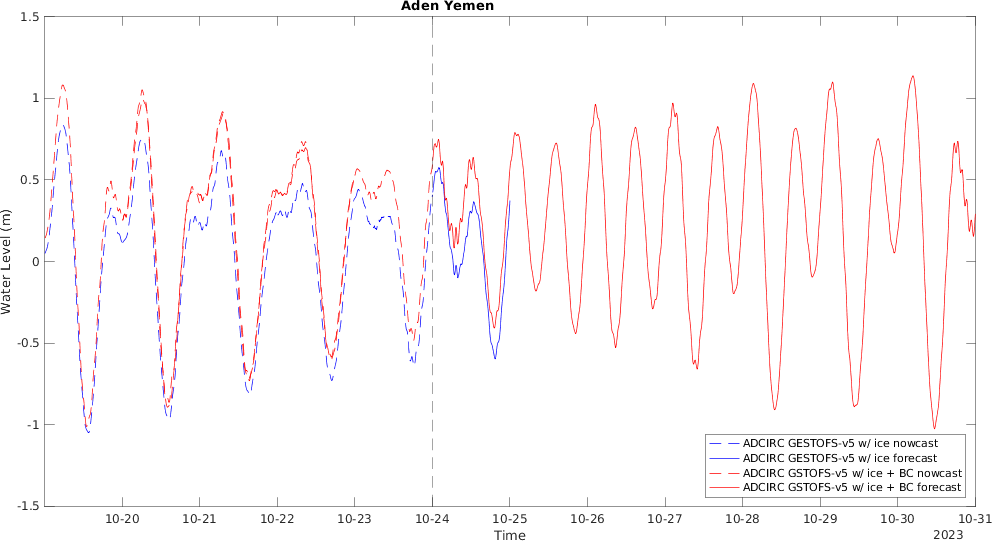 Aden Yemen
1.5
1
0.5
0
-0.5
-1
-1.5
Water Level (m)
10-20
10-21
10-22
10-23
10-24
10-25
10-26
10-27
10-28
10-29
10-30
10-31
Time
2023
ADCIRC GESTOFS-v5 w/ ice nowcast
ADCIRC GESTOFS-v5 w/ ice forecast
ADCIRC GSTOFS-v5 w/ ice + BC nowcast
ADCIRC GSTOFS-v5 w/ ice + BC forecast